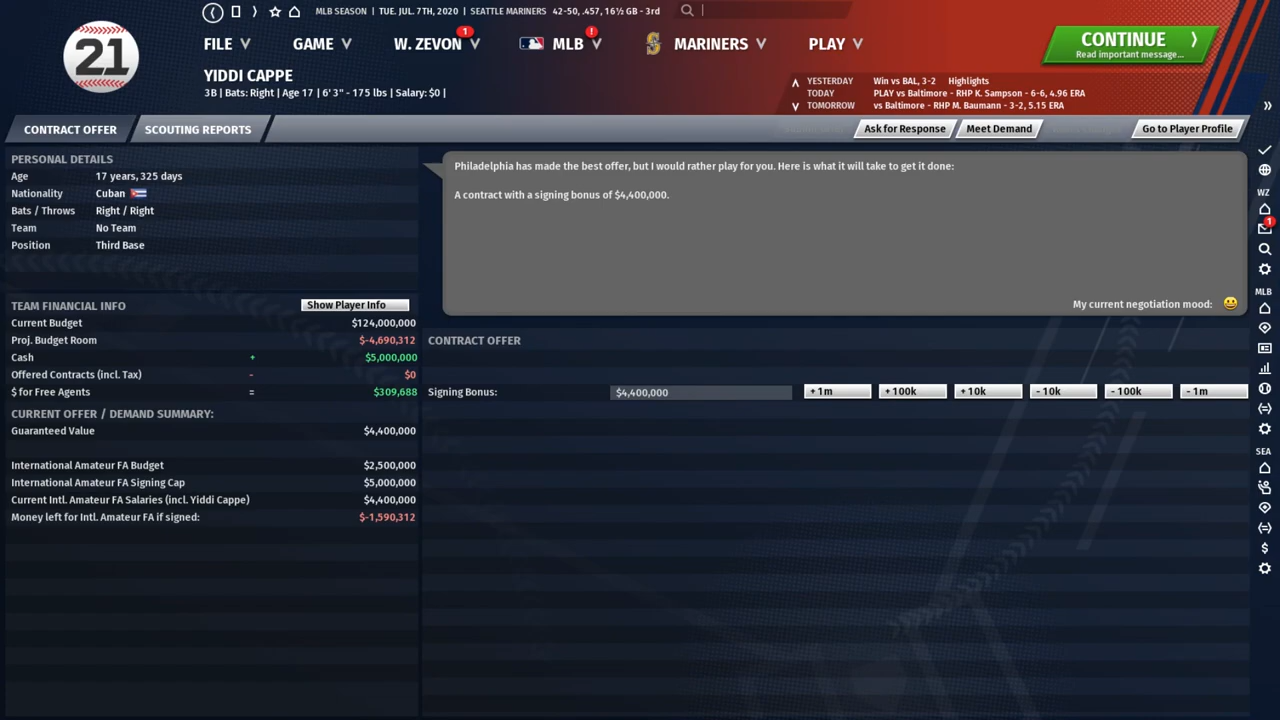 MLB SEASON | TUE. JUL. 7TH, 2020 | SEATTLE MARINERS 42-50, .457, 16½ GB - 3rd
21
FILE GAME W. ZEVON 1 MLB ! MARINERS PLAY
CONTINUE
Read important message...
YIDDI CAPPE
3B | Bats: Right | Age 17 | 6' 3" - 175 lbs | Salary: $0 |
YESTERDAY Win vs BAL, 3-2 Highlights
TODAY PLAY vs Baltimore - RHP K. Sampson - 6-6, 4.96 ERA
TOMORROW vs Baltimore - RHP M. Baumann - 3-2, 5.15 ERA
CONTRACT OFFER SCOUTING REPORTS
Ask for Response Meet Demand Go to Player Profile
PERSONAL DETAILS
Age 17 years, 325 days
Nationality Cuban
Bats / Throws Right / Right
Team No Team
Position Third Base
Philadelphia has made the best offer, but I would rather play for you. Here is what it will take to get it done:
A contract with a signing bonus of $4,400,000.
My current negotiation mood:
TEAM FINANCIAL INFO Show Player Info
Current Budget $124,000,000
Proj. Budget Room $-4,690,312
Cash + $5,000,000
Offered Contracts (incl. Tax) - $0
$ for Free Agents = $309,688
CURRENT OFFER / DEMAND SUMMARY:
Guaranteed Value $4,400,000
International Amateur FA Budget $2,500,000
International Amateur FA Signing Cap $5,000,000
Current Intl. Amateur FA Salaries (incl. Yiddi Cappe) $4,400,000
Money left for Intl. Amateur FA if signed: $-1,590,312
CONTRACT OFFER
Signing Bonus: $4,400,000 + 1m + 100k + 10k - 10k - 100k - 1m
WZ
1
MLB
SEA
$